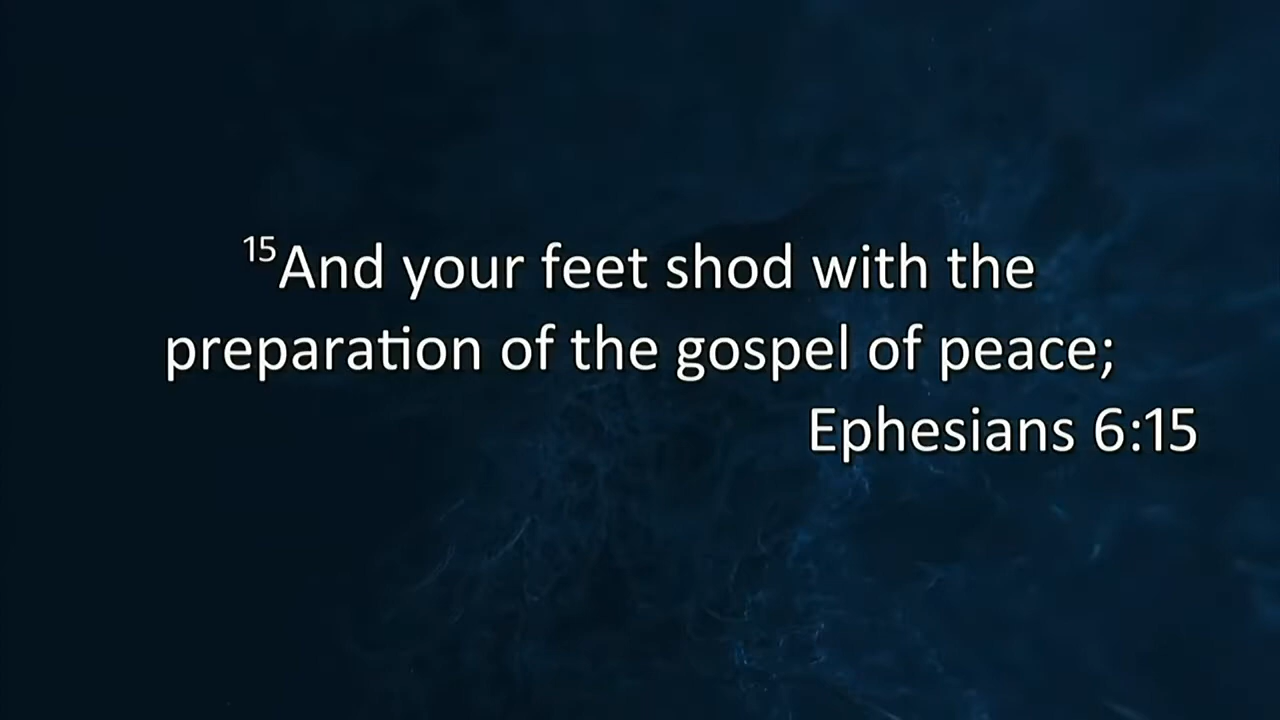 ¹⁵And your feet shod with the
preparation of the gospel of peace;
Ephesians 6:15